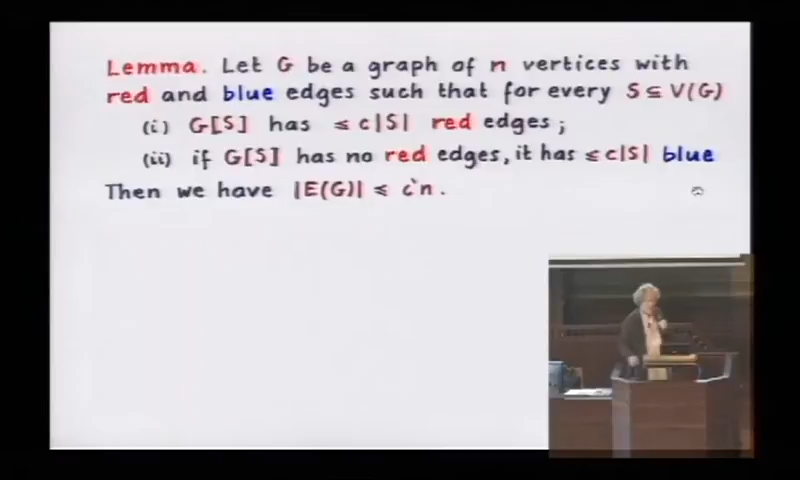 Lemma. Let G be a graph of n vertices with
red and blue edges such that for every S ⊆ V(G)
(i) G[S] has ≤ c|S| red edges;
(ii) if G[S] has no red edges, it has ≤ c|S| blue
Then we have |E(G)| ≤ c'n.